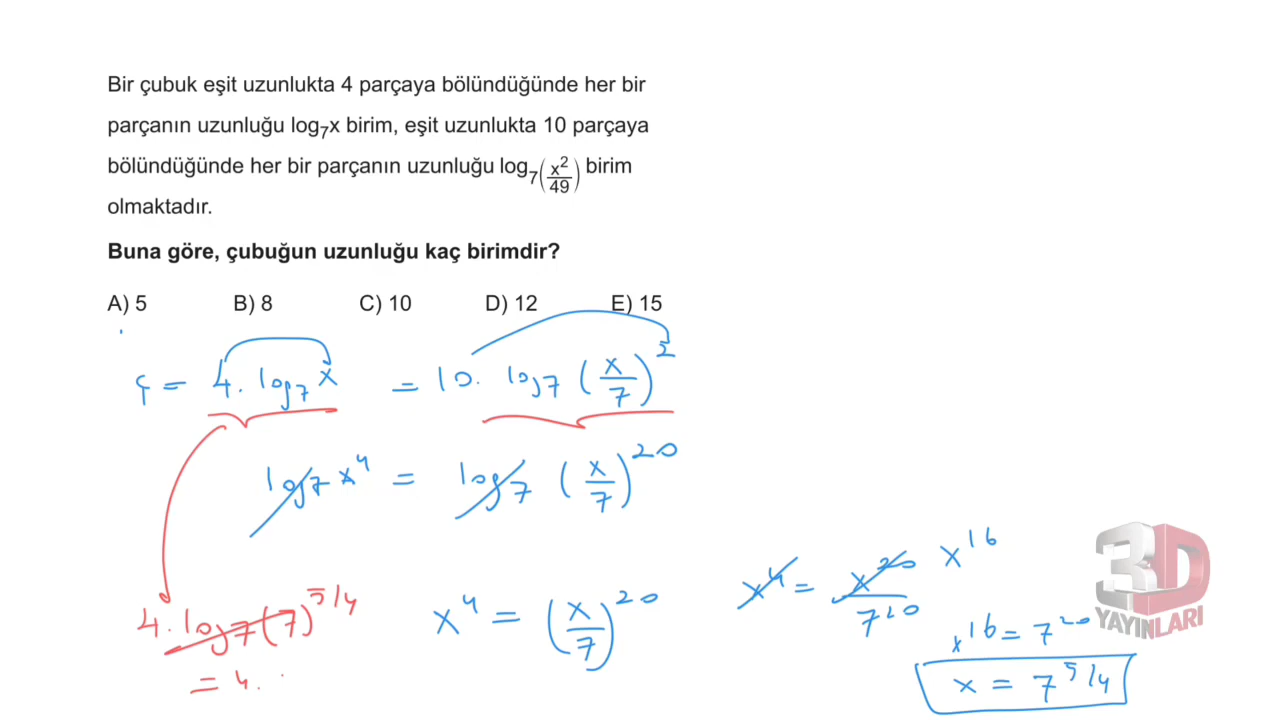 Bir çubuk eşit uzunlukta 4 parçaya bölündüğünde her bir
parçanın uzunluğu log₇x birim, eşit uzunlukta 10 parçaya
bölündüğünde her bir parçanın uzunluğu log₇(x²/49) birim
olmaktadır.
Buna göre, çubuğun uzunluğu kaç birimdir?
A) 5 B) 8 C) 10 D) 12 E) 15
ç = 4. log₇ x = 10. log₇ (x/7)²
log₇ x⁴ = log₇ (x/7)²⁰
4. log₇(7)^5/4
= 4.
x⁴ = (x/7)²⁰
x⁴ = x²⁰/7²⁰ x¹⁶
x¹⁶ = 7²⁰
x = 7^5/4
3D
YAYINLARI